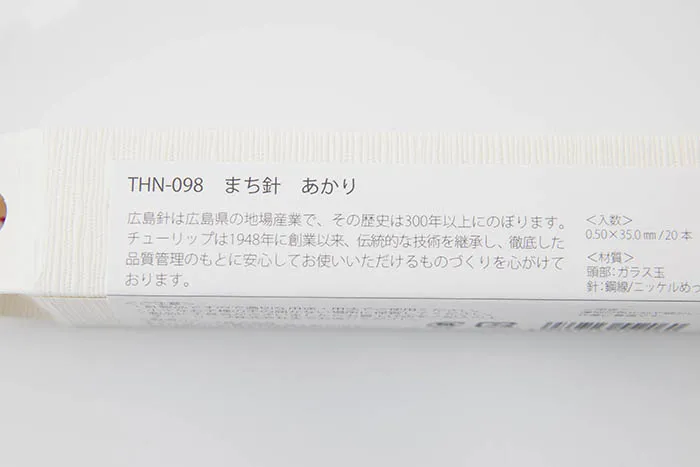 THN-098 まち針 あかり
広島針は広島県の地場産業で、その歴史は300年以上にのぼります。
チューリップは1948年に創業以来、伝統的な技術を継承し、徹底した
品質管理のもとに安心してお使いいただけるものづくりを心がけて
おります。
＜入数＞
0.50×35.0㎜/20本
＜材質＞
頭部：ガラス玉
針：鋼線/ニッケルめっ